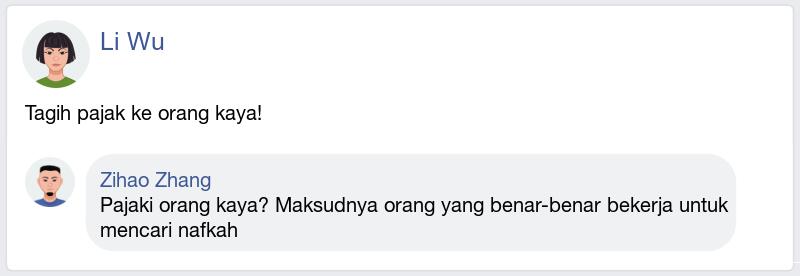 Li Wu
Tagih pajak ke orang kaya!
Zihao Zhang
Pajaki orang kaya? Maksudnya orang yang benar-benar bekerja untuk
mencari nafkah